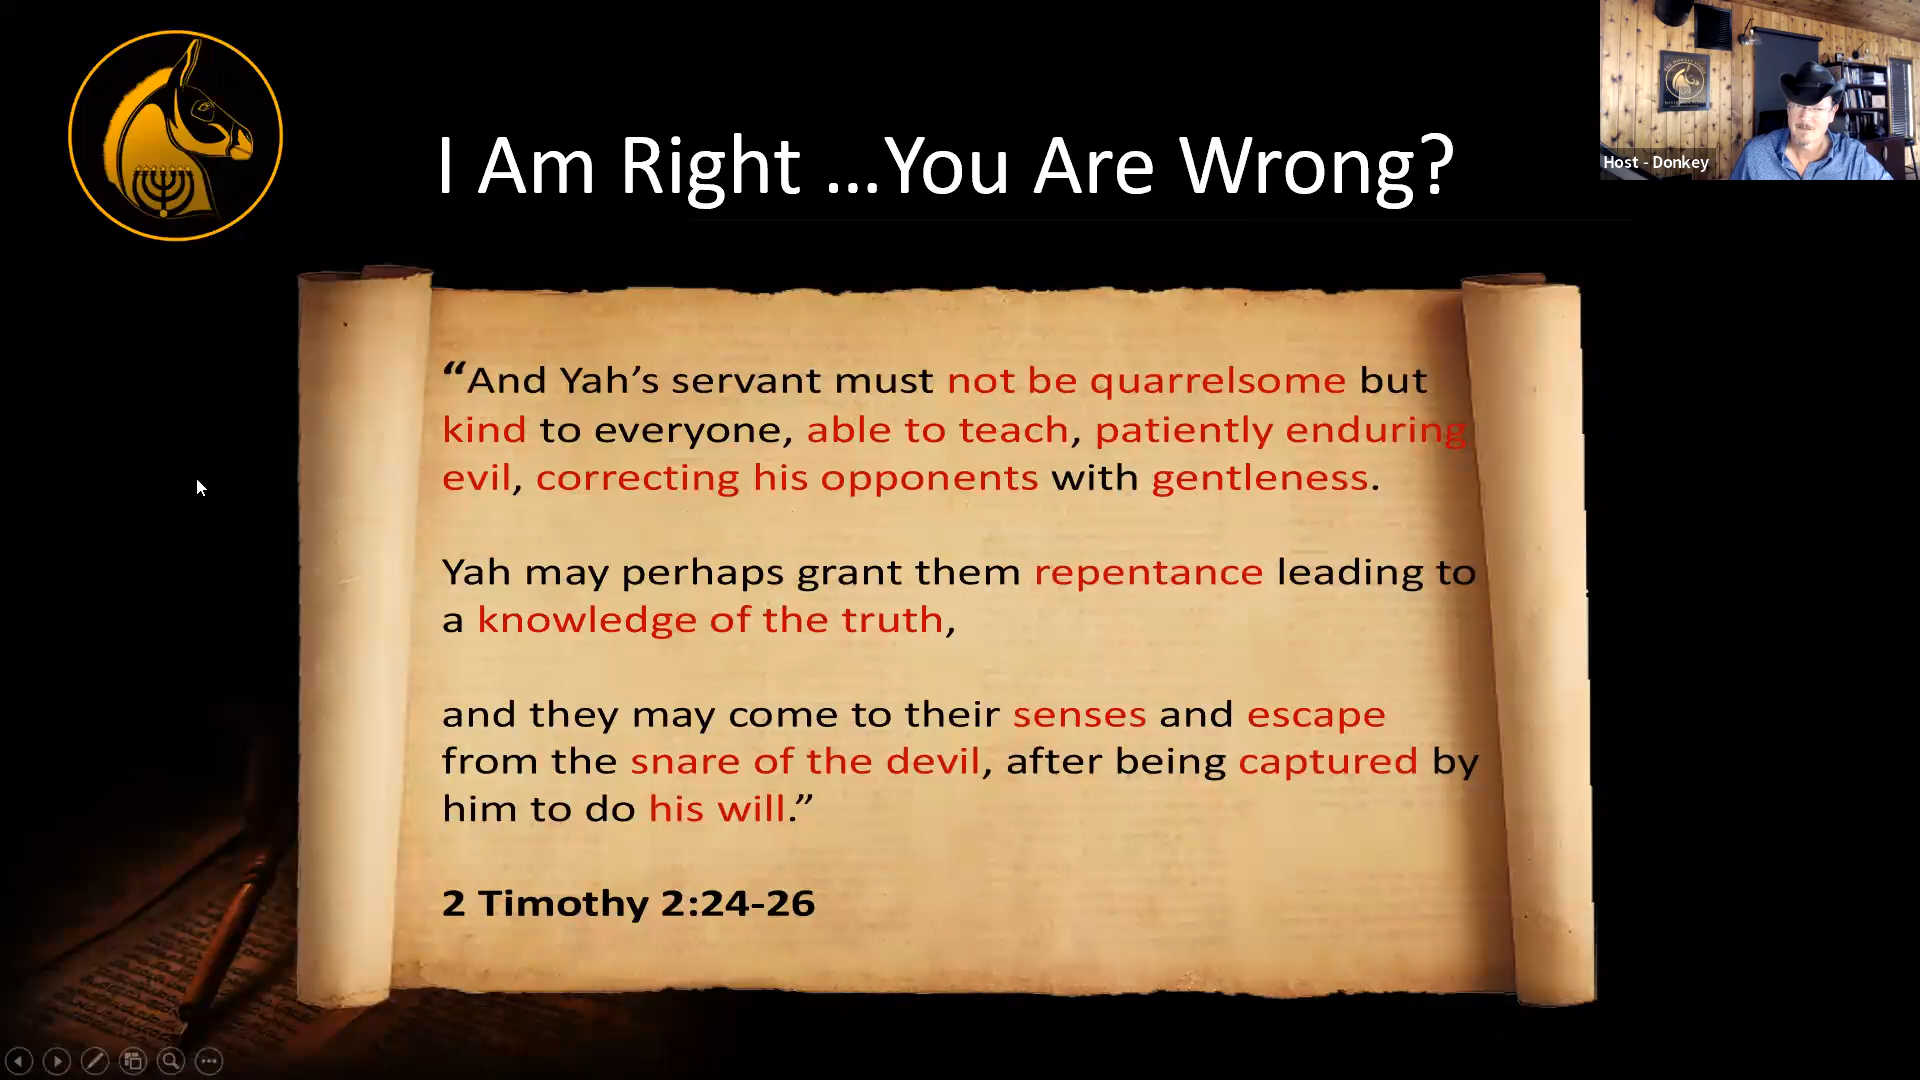 I Am Right ...You Are Wrong?
Host - Donkey
“And Yah’s servant must not be quarrelsome but
kind to everyone, able to teach, patiently enduring
evil, correcting his opponents with gentleness.
Yah may perhaps grant them repentance leading to
a knowledge of the truth,
and they may come to their senses and escape
from the snare of the devil, after being captured by
him to do his will.”
2 Timothy 2:24-26